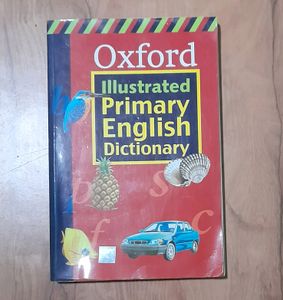 Oxford
Illustrated
Primary
English
Dictionary
b
p
s
f
c